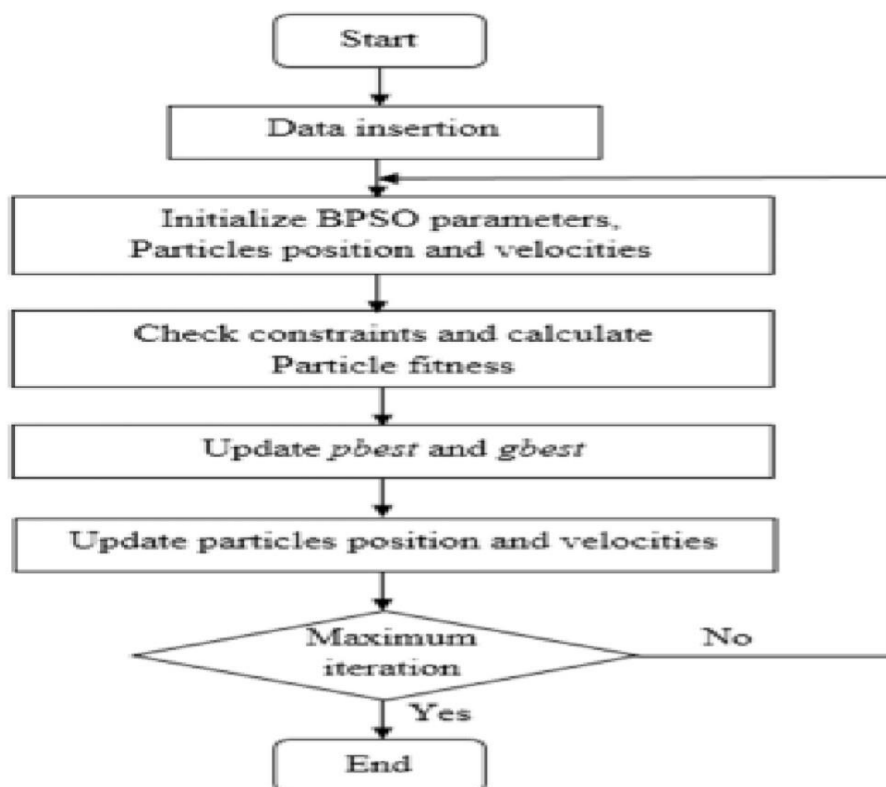 Start
Data insertion
Initialize BPSO parameters,
Particles position and velocities
Check constraints and calculate
Particle fitness
Update pbest and gbest
Update particles position and velocities
Maximum
iteration
No
Yes
End